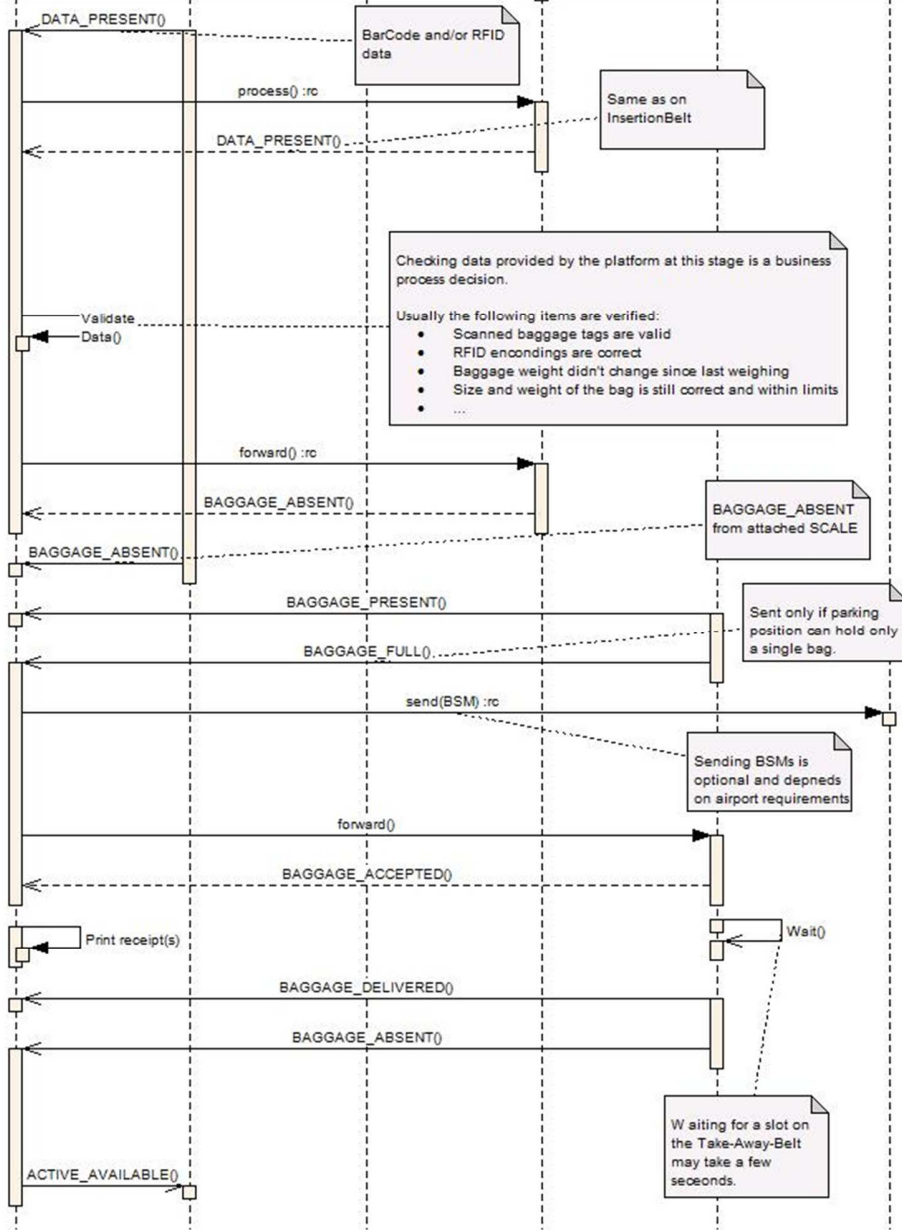 DATA_PRESENT()
BarCode and/or RFID
data
process() :rc
Same as on
InsertionBelt
DATA_PRESENT()
Checking data provided by the platform at this stage is a business
process decision.
Usually the following items are verified:
• Scanned baggage tags are valid
• RFID encondings are correct
• Baggage weight didn't change since last weighing
• Size and weight of the bag is still correct and within limits
• ...
Validate
Data()
forward() :rc
BAGGAGE_ABSENT()
BAGGAGE_ABSENT
from attached SCALE
BAGGAGE_ABSENT()
BAGGAGE_PRESENT()
Sent only if parking
position can hold only
a single bag.
BAGGAGE_FULL()
send(BSM) :rc
Sending BSMs is
optional and depneds
on airport requirements
forward()
BAGGAGE_ACCEPTED()
Print receipt(s)
Wait()
BAGGAGE_DELIVERED()
BAGGAGE_ABSENT()
W aiting for a slot on
the Take-Away-Belt
may take a few
seceonds.
ACTIVE_AVAILABLE()